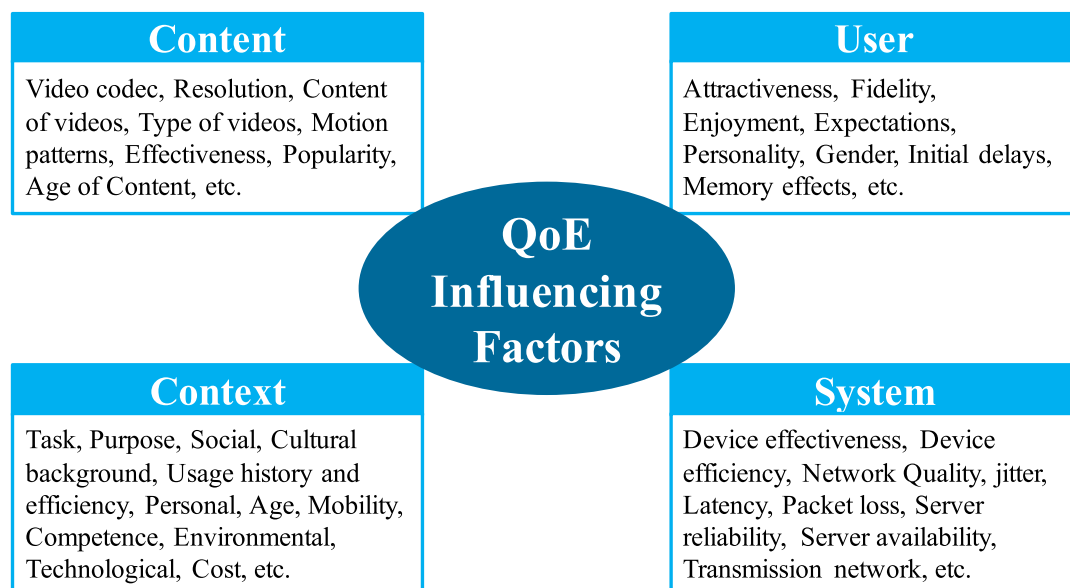 Content
Video codec, Resolution, Content
of videos, Type of videos, Motion
patterns, Effectiveness, Popularity,
Age of Content, etc.
User
Attractiveness, Fidelity,
Enjoyment, Expectations,
Personality, Gender, Initial delays,
Memory effects, etc.
QoE
Influencing
Factors
Context
Task, Purpose, Social, Cultural
background, Usage history and
efficiency, Personal, Age, Mobility,
Competence, Environmental,
Technological, Cost, etc.
System
Device effectiveness, Device
efficiency, Network Quality, jitter,
Latency, Packet loss, Server
reliability, Server availability,
Transmission network, etc.